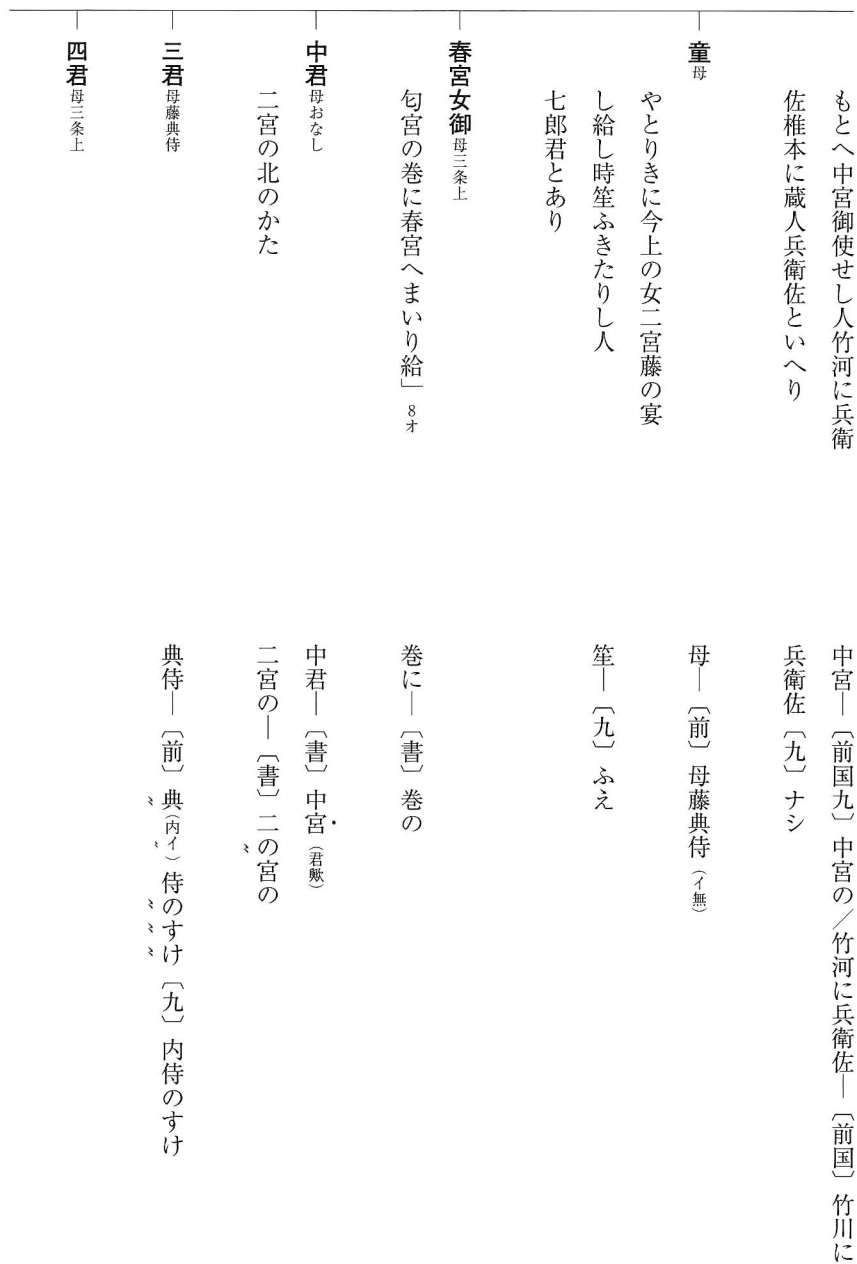 もとへ中宮御使せし人竹河に兵衛
佐椎本に蔵人兵衛佐といへり
童母
やとりきに今上の女二宮藤の宴
し給し時笙ふきたりし人
七郎君とあり
春宮女御母三条上
匂宮の巻に春宮へまいり給」8オ
中君母おなし
二宮の北のかた
三君母藤典侍
四君母三条上
中宮―〔前国九〕中宮の/竹河に兵衛佐―〔前国〕竹川に
兵衛佐〔九〕ナシ
母―〔前〕母藤典侍(イ無)
笙―〔九〕ふえ
巻に―〔書〕巻の
中君―〔書〕中宮(君歟)
二宮の―〔書〕二の宮の
典侍―〔前〕典(内イ)侍のすけ〔九〕内侍のすけ